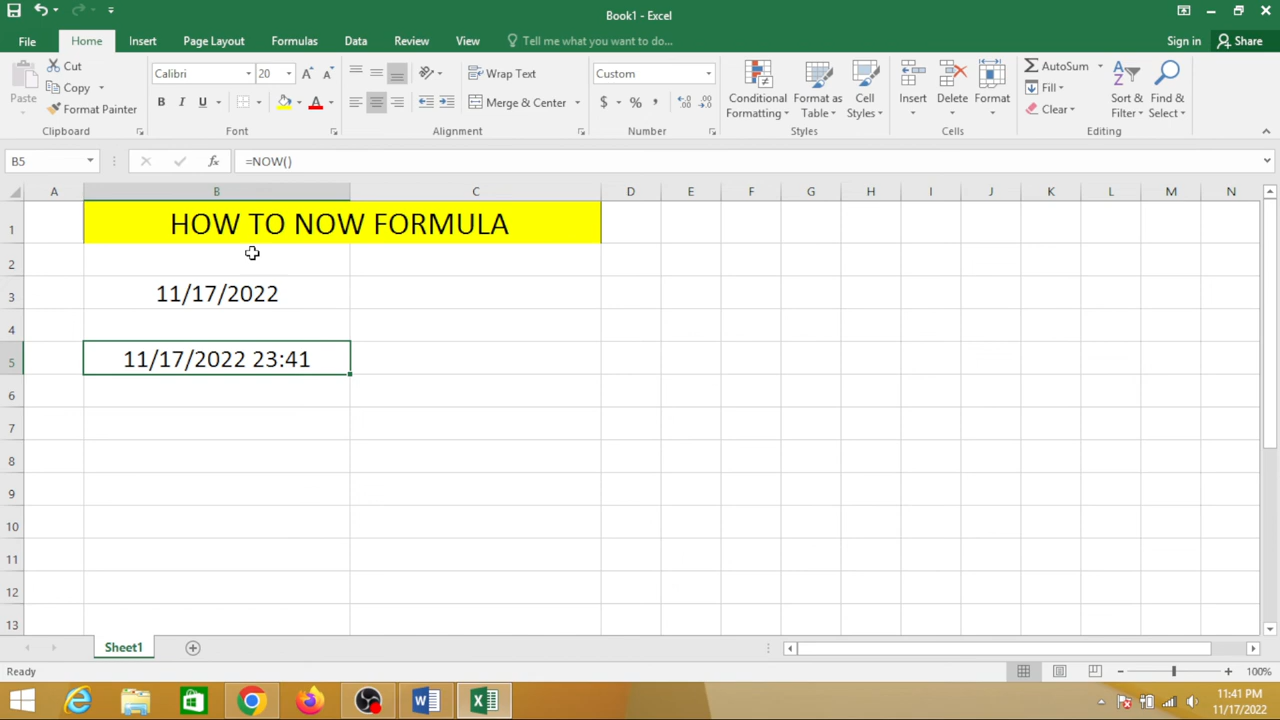 Book1 - Excel
File Home Insert Page Layout Formulas Data Review View Tell me what you want to do... Sign in Share
Cut Calibri 20 Wrap Text Custom AutoSum
Copy Fill
Paste Format Painter B I U A Merge & Center $ % , Conditional Formatting Format as Table Cell Styles Insert Delete Format Clear Sort & Filter Find & Select
Clipboard Font Alignment Number Styles Cells Editing
B5 fx =NOW()
A B C D E F G H I J K L M N
1 HOW TO NOW FORMULA
2
3 11/17/2022
4
5 11/17/2022 23:41
6
7
8
9
10
11
12
13
Sheet1
Ready 100%
11:41 PM
11/17/2022